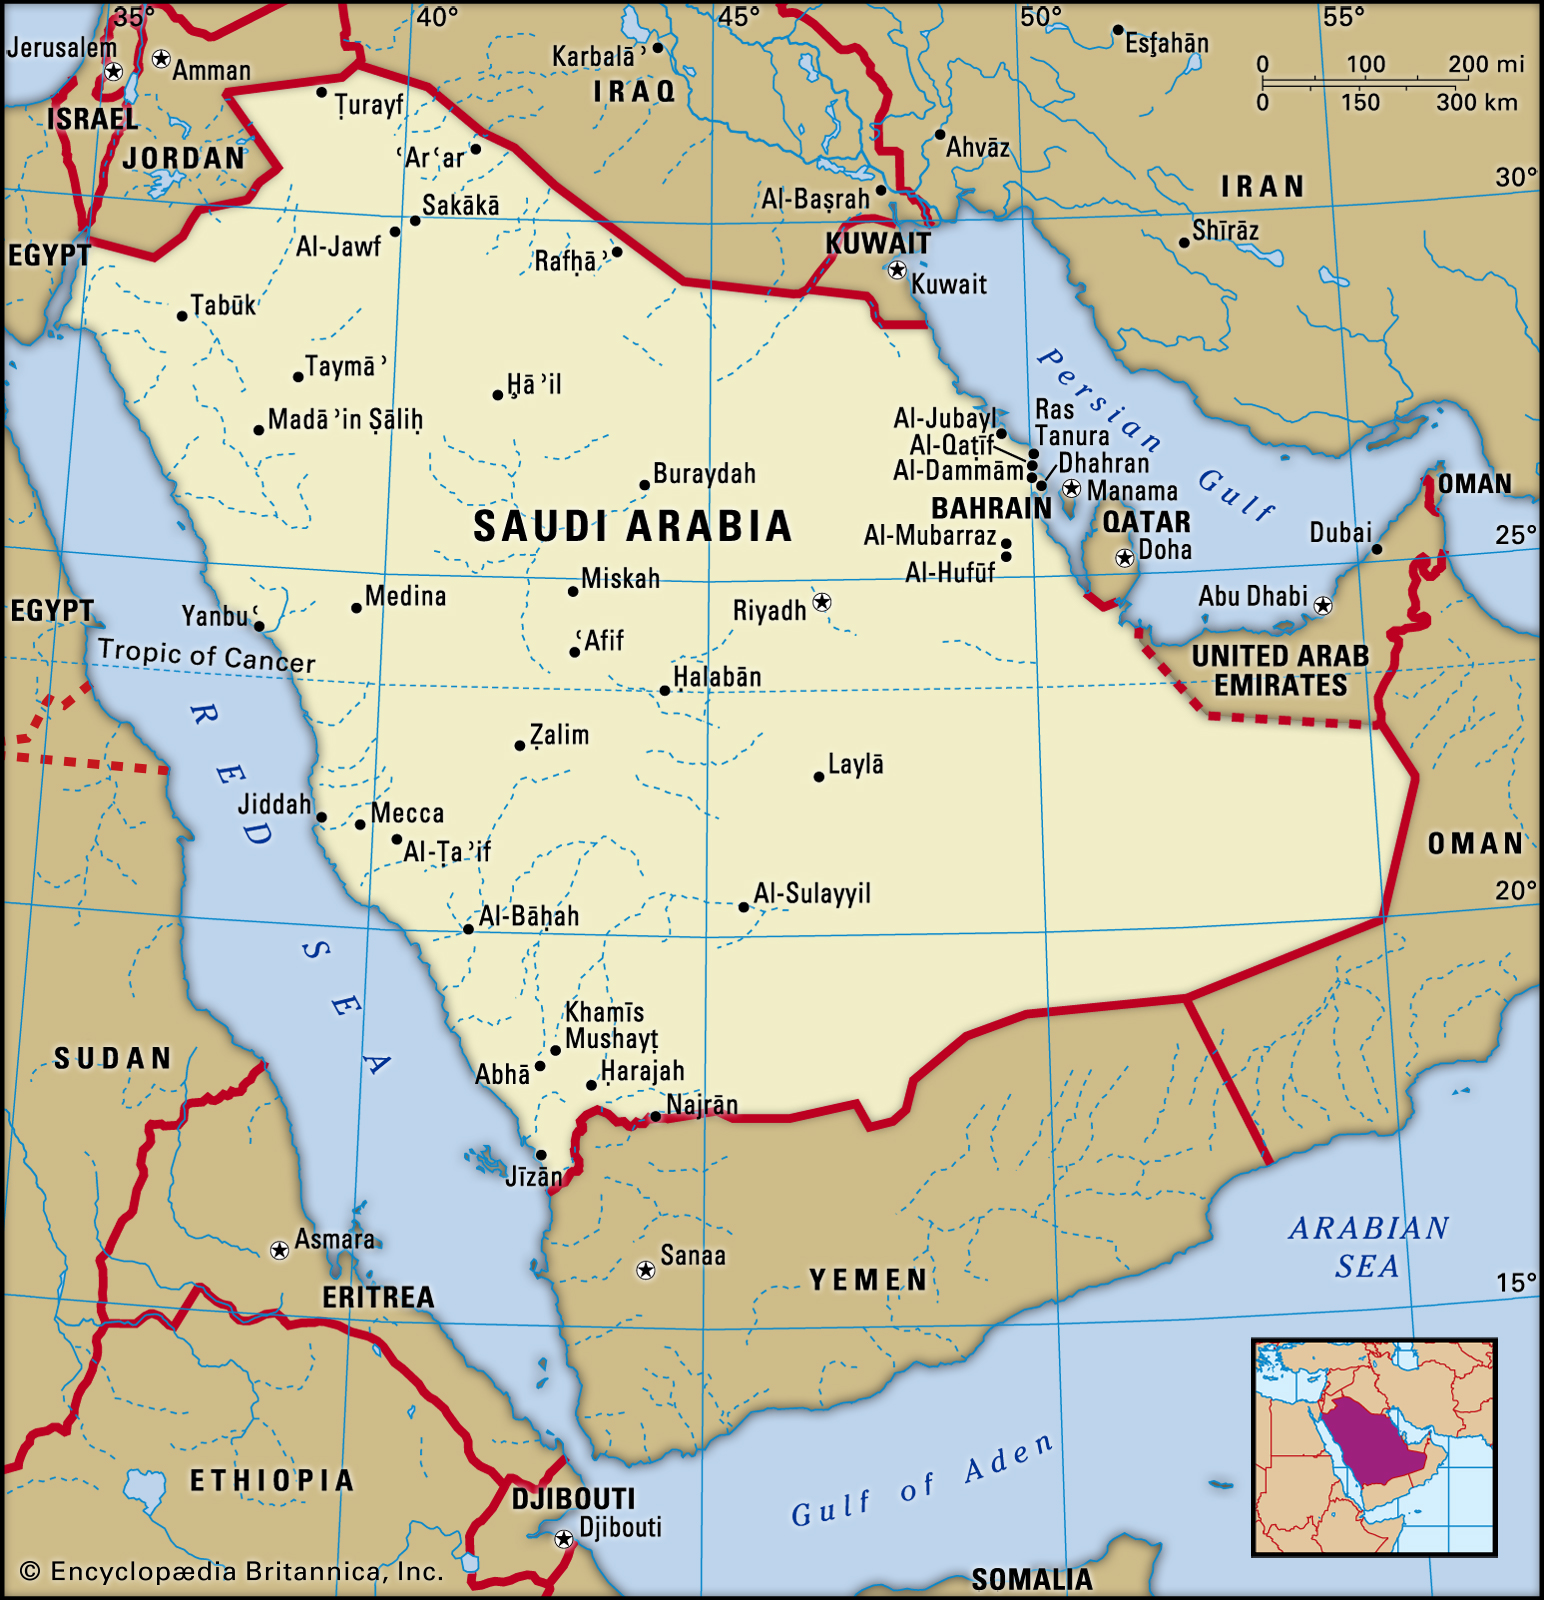 35°
40°
45°
50°
55°
Jerusalem
Amman
Karbalāʾ
Eşfahān
0 100 200 mi
0 150 300 km
IRAQ
Ṭurayf
ISRAEL
JORDAN
ʿArʿar
Ahvāz
IRAN
30°
Al-Baṣrah
Sakākā
Al-Jawf
Rafḥāʾ
KUWAIT
Kuwait
Shīrāz
EGYPT
Tabūk
Taymāʾ
Ḥāʾil
Madāʾin Ṣāliḥ
Persian Gulf
Al-Jubayl
Ras
Tanura
Al-Qaṭīf
Al-Dammām
Dhahran
Buraydah
BAHRAIN
Manama
QATAR
Doha
OMAN
Dubai
25°
SAUDI ARABIA
Al-Mubarraz
Al-Hufūf
Miskah
Riyadh
Abu Dhabi
Medina
Yanbuʿ
EGYPT
Tropic of Cancer
ʿAfif
Ḥalabān
UNITED ARAB
EMIRATES
RED SEA
Ẓalim
Laylā
Jiddah
Mecca
Al-Ṭaʾif
OMAN
Al-Sulayyil
20°
Al-Bāḥah
Khamīs
Mushayṭ
Abhā
Ḥarajah
Najrān
SUDAN
Jīzān
Asmara
Sanaa
YEMEN
ARABIAN
SEA
ERITREA
15°
ETHIOPIA
DJIBOUTI
Djibouti
Gulf of Aden
SOMALIA
© Encyclopædia Britannica, Inc.